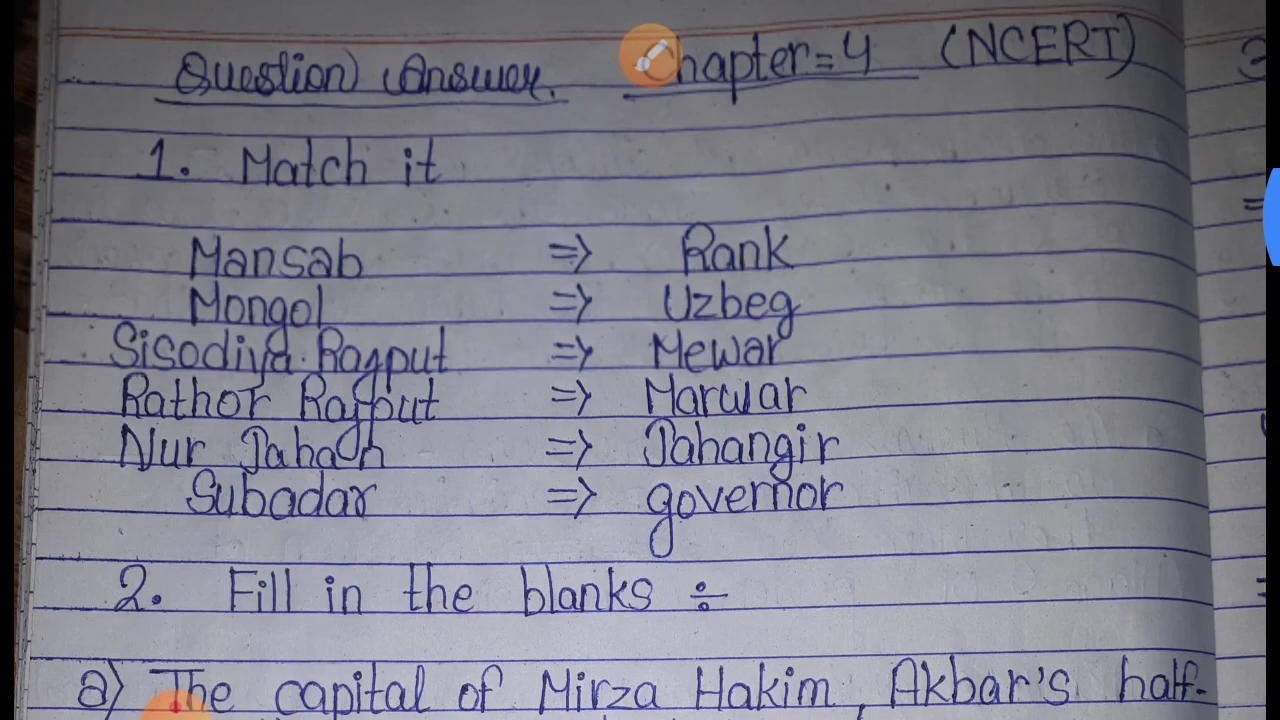 Question Answer. Chapter=4 (NCERT)
1. Match it
Mansab => Rank
Mongol => Uzbeg
Sisodiya Rajput => Mewar
Rathor Rajput => Marwar
Nur Jahan => Jahangir
Subadar => governor
2. Fill in the blanks ÷
a) The capital of Mirza Hakim, Akbar's half-